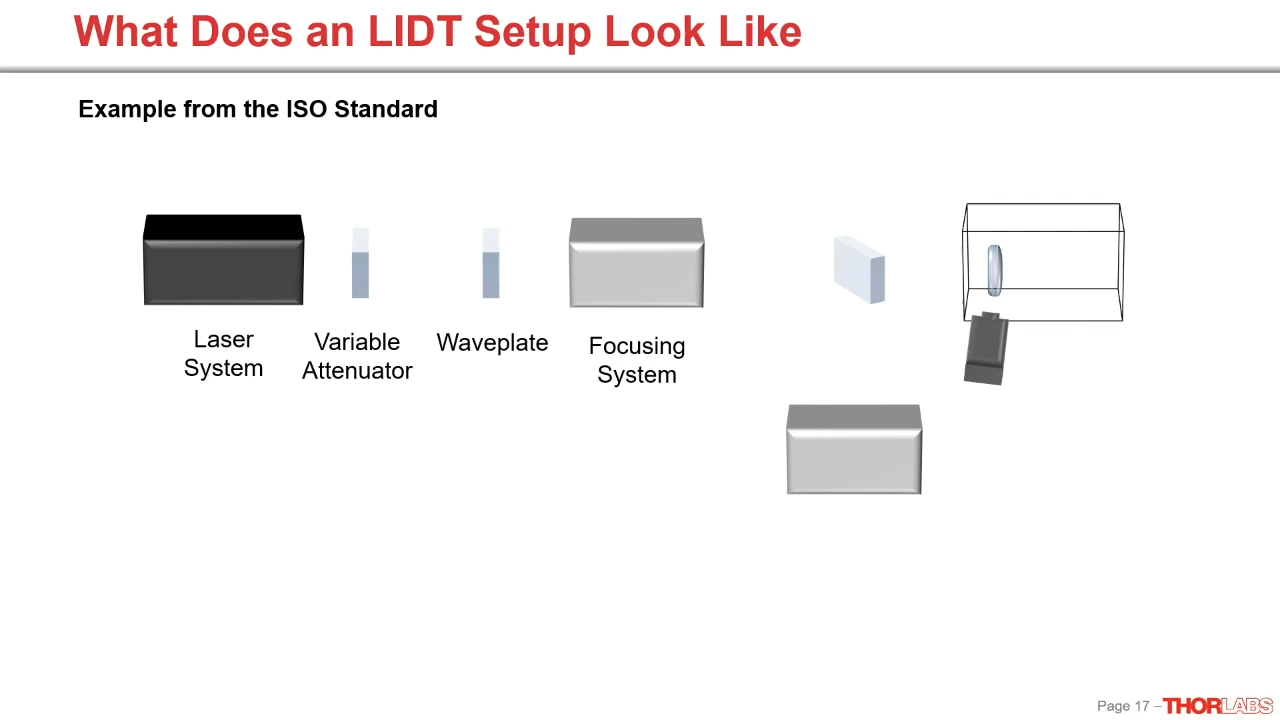 What Does an LIDT Setup Look Like
Example from the ISO Standard
Laser
System
Variable
Attenuator
Waveplate
Focusing
System
Page 17 – THORLABS